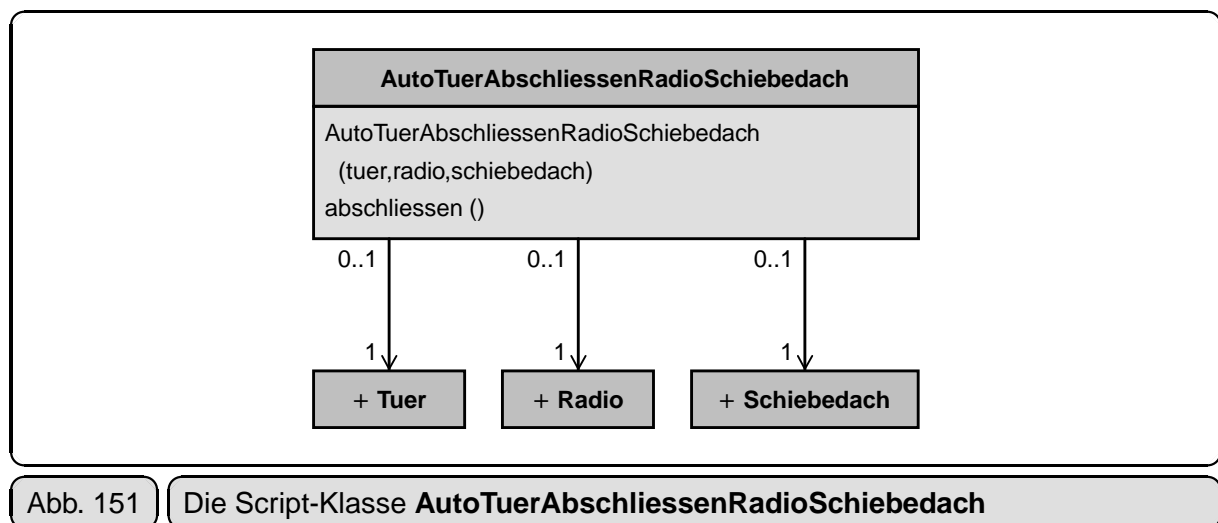 AutoTuerAbschliessenRadioSchiebedach
AutoTuerAbschliessenRadioSchiebedach
(tuer,radio,schiebedach)
abschliessen ()
0..1 0..1 0..1
1 1 1
+ Tuer + Radio + Schiebedach
Abb. 151 Die Script-Klasse AutoTuerAbschliessenRadioSchiebedach